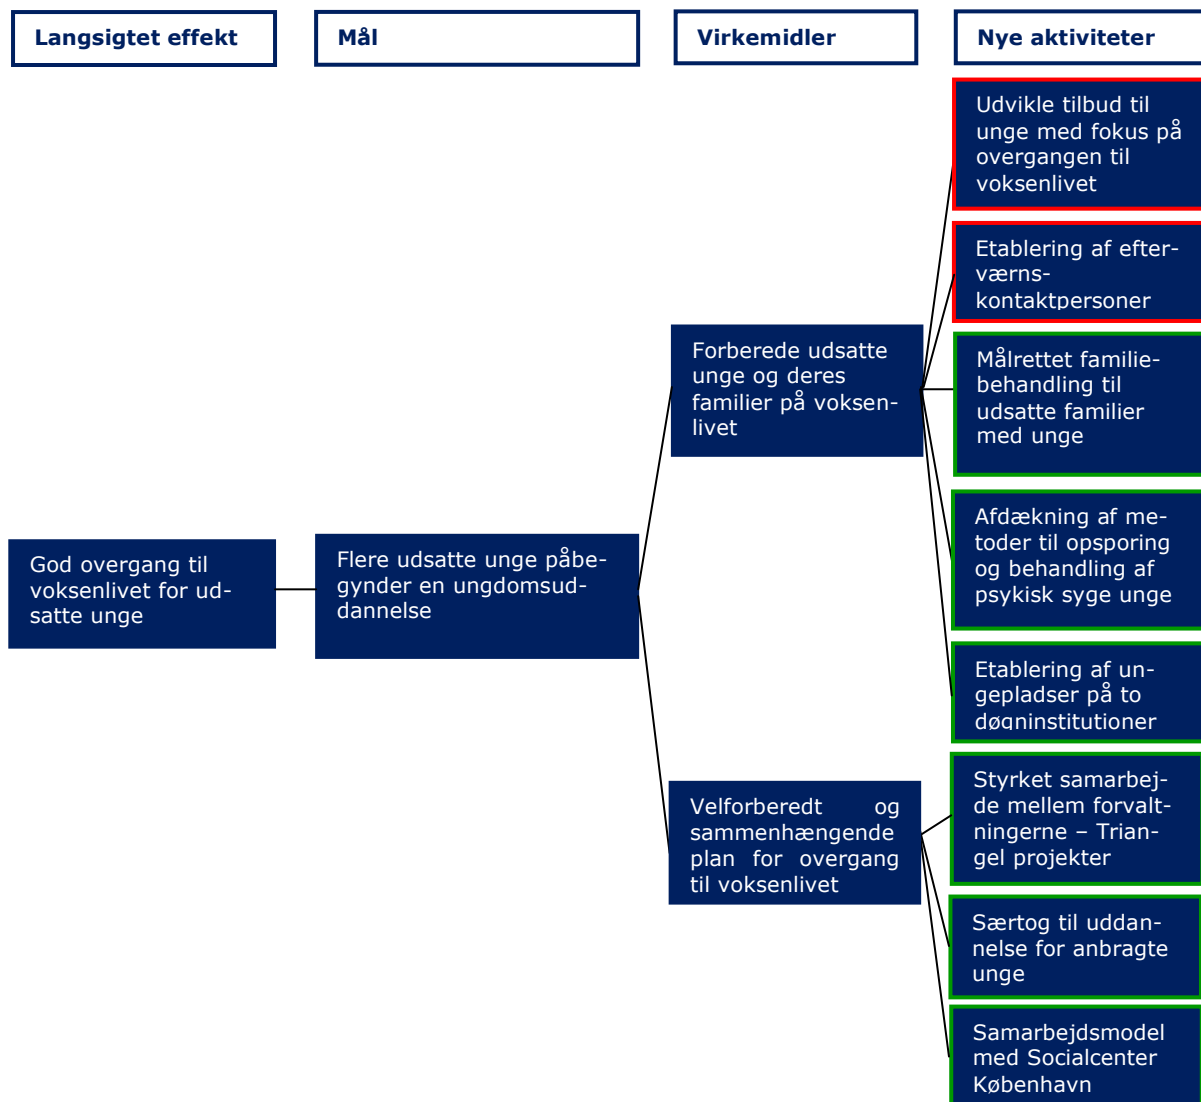 Langsigtet effekt
Mål
Virkemidler
Nye aktiviteter
God overgang til
voksenlivet for ud-
satte unge
Flere udsatte unge påbe-
gynder en ungdomsud-
dannelse
Forberede udsatte
unge og deres
familier på voksen-
livet
Velforberedt og
sammenhængende
plan for overgang
til voksenlivet
Udvikle tilbud til
unge med fokus på
overgangen til
voksenlivet
Etablering af efter-
værns-
kontaktpersoner
Målrettet familie-
behandling til
udsatte familier
med unge
Afdækning af me-
toder til opsporing
og behandling af
psykisk syge unge
Etablering af un-
gepladser på to
døgninstitutioner
Styrket samarbej-
de mellem forvalt-
ningerne – Trian-
gel projekter
Særtog til uddan-
nelse for anbragte
unge
Samarbejdsmodel
med Socialcenter
København